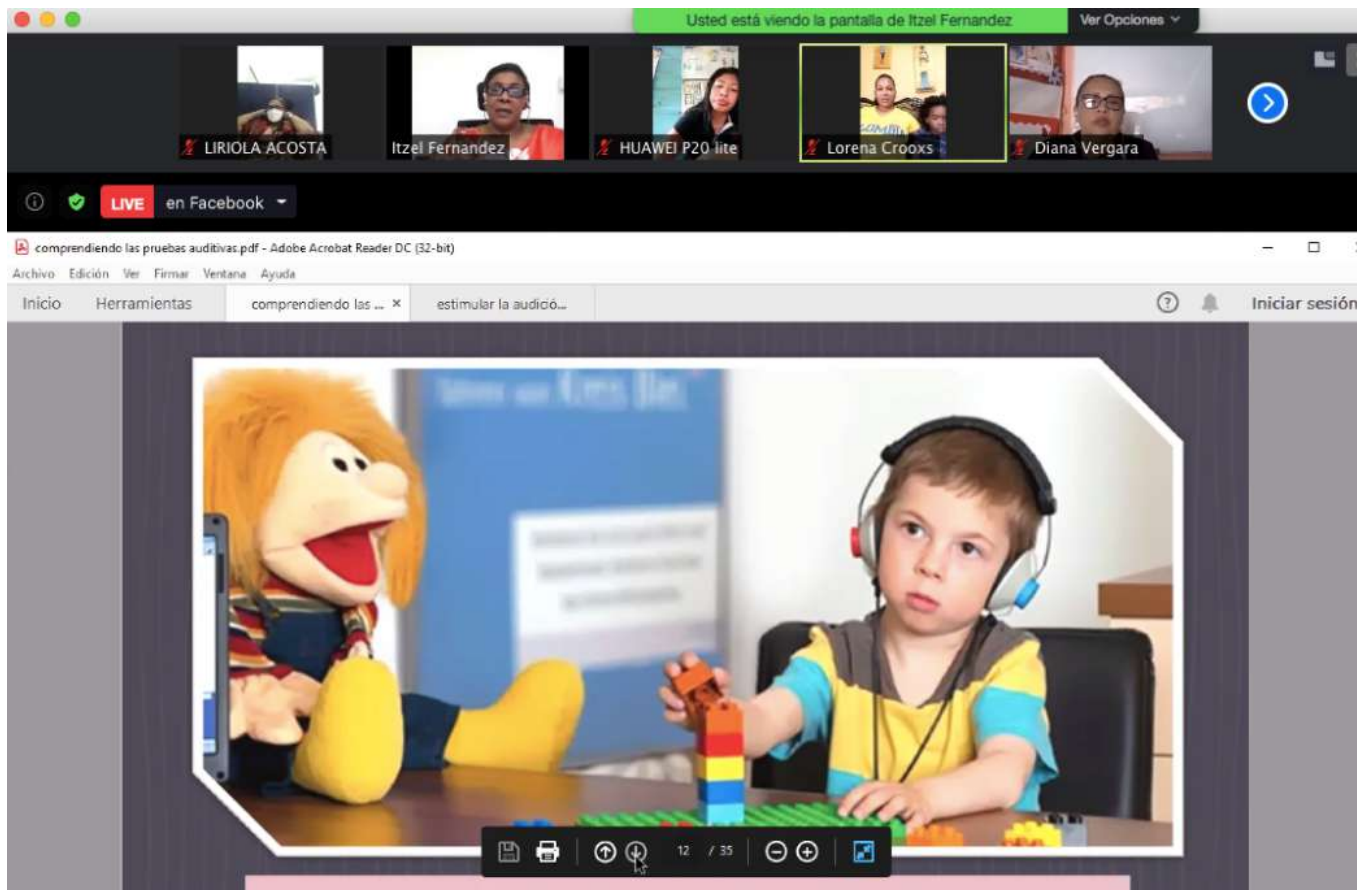 Usted está viendo la pantalla de Itzel Fernandez
Ver Opciones
LIRIOLA ACOSTA
Itzel Fernandez
HUAWEI P20 lite
Lorena Crooxs
Diana Vergara
LIVE en Facebook
comprendiendo las pruebas auditivas.pdf - Adobe Acrobat Reader DC (32-bit)
Archivo Edición Ver Firmar Ventana Ayuda
Inicio Herramientas comprendiendo las ... × estimular la audició... Iniciar sesión
12 / 35